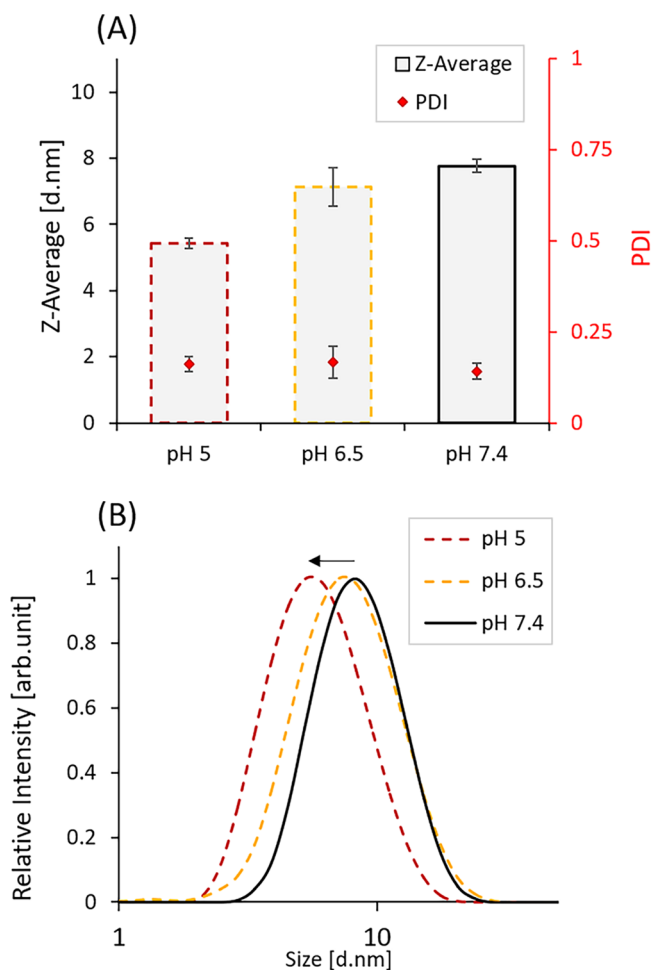 (A)
Z-Average
PDI
Z-Average [d.nm]
10
8
6
4
2
0
1
0.75
0.5
0.25
0
PDI
pH 5
pH 6.5
pH 7.4
(B)
pH 5
pH 6.5
pH 7.4
Relative Intensity [arb.unit]
1
0.8
0.6
0.4
0.2
0
1
10
Size [d.nm]